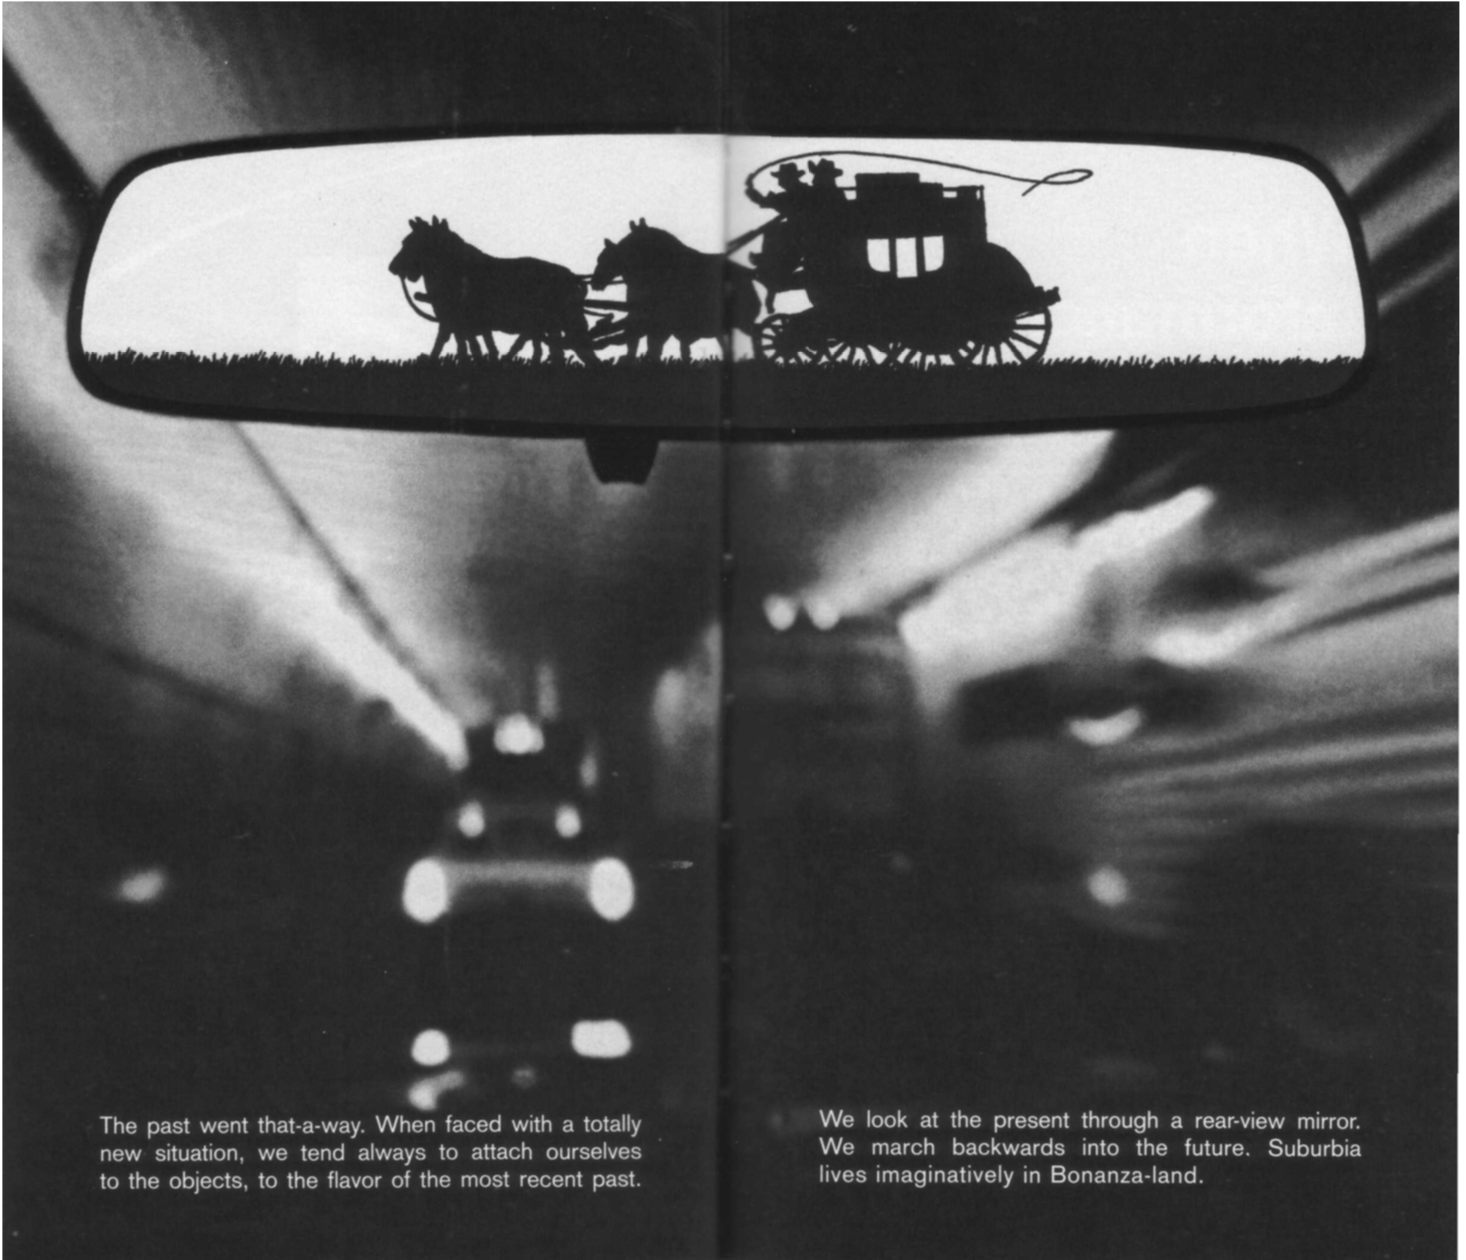 The past went that-a-way. When faced with a totally
new situation, we tend always to attach ourselves
to the objects, to the flavor of the most recent past.
We look at the present through a rear-view mirror.
We march backwards into the future. Suburbia
lives imaginatively in Bonanza-land.